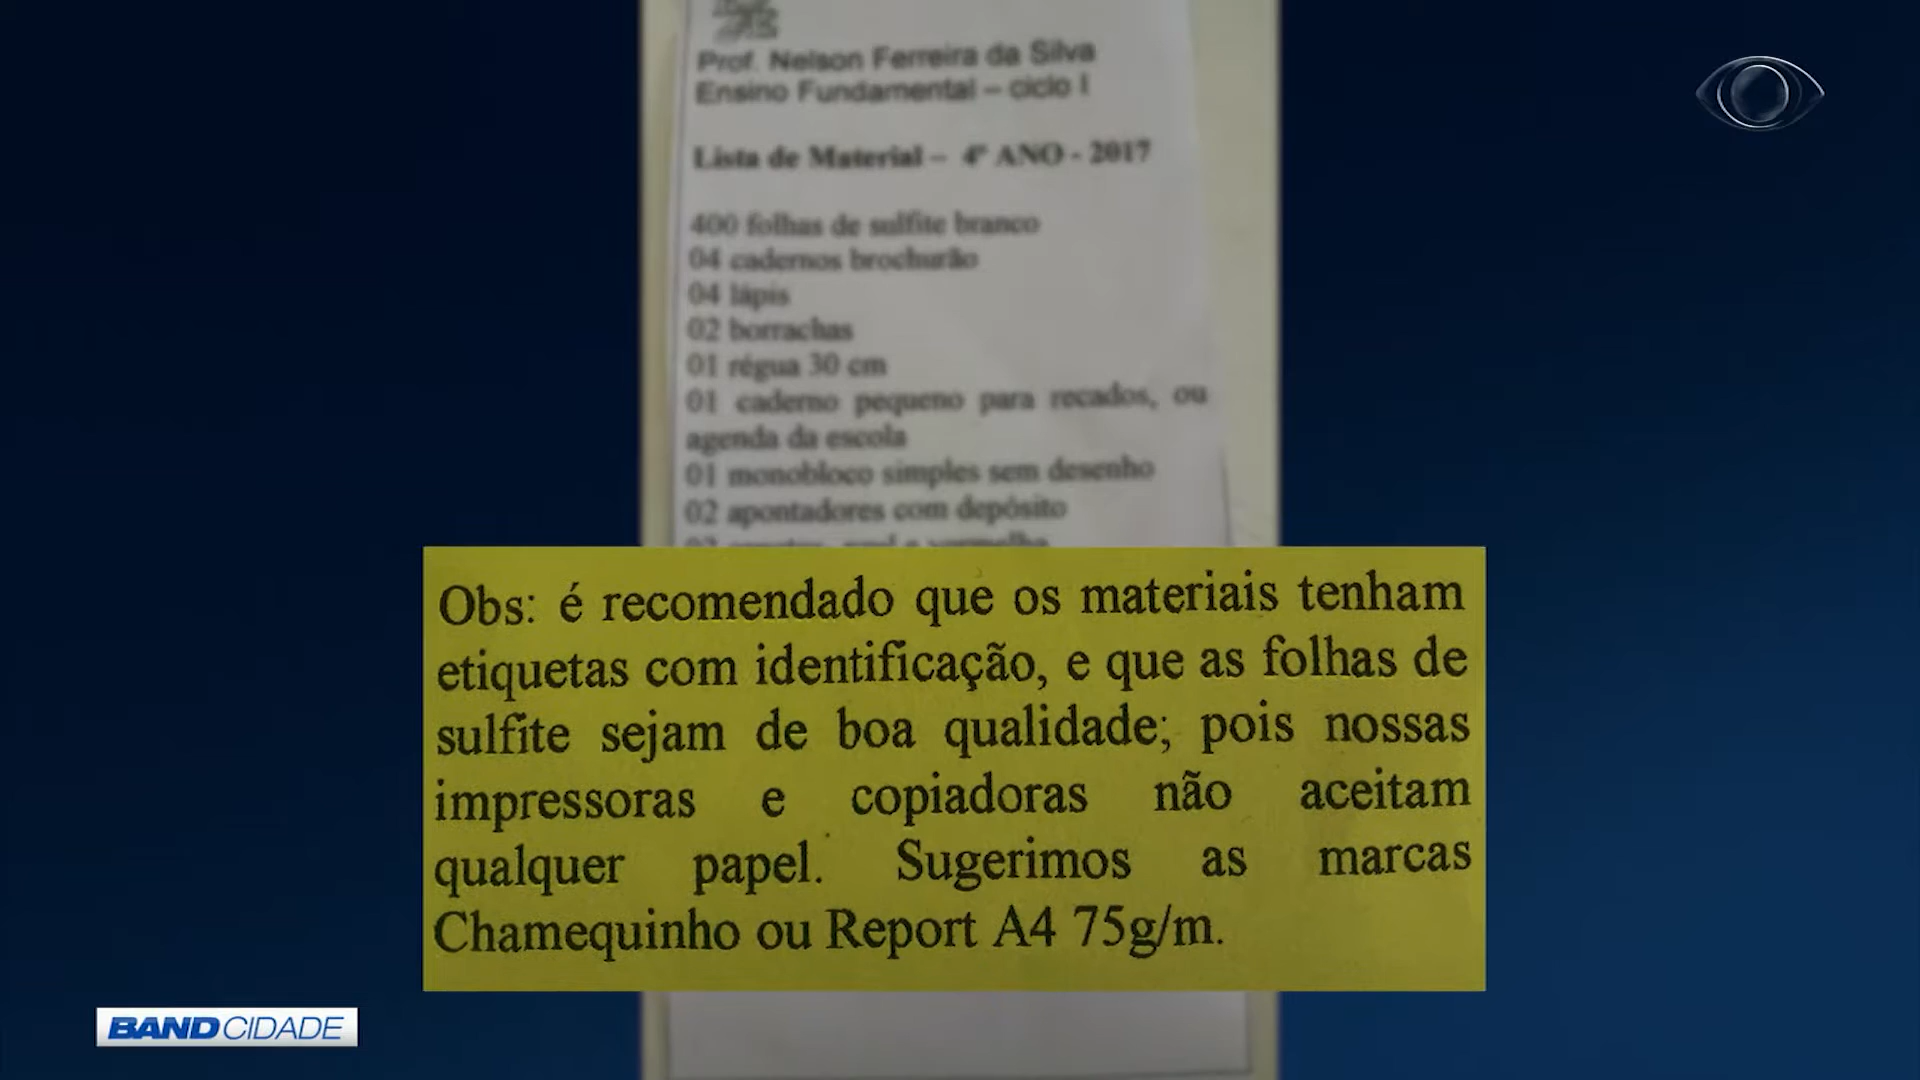 Prof. Nelson Ferreira da Silva
Ensino Fundamental – ciclo I
Lista de Material – 4º ANO - 2017
400 folhas de sulfite branco
04 cadernos brochurão
04 lápis
02 borrachas
01 régua 30 cm
01 caderno pequeno para recados, ou
agenda da escola
01 monobloco simples sem desenho
02 apontadores com depósito
Obs: é recomendado que os materiais tenham
etiquetas com identificação, e que as folhas de
sulfite sejam de boa qualidade; pois nossas
impressoras e copiadoras não aceitam
qualquer papel. Sugerimos as marcas
Chamequinho ou Report A4 75g/m.
BAND CIDADE